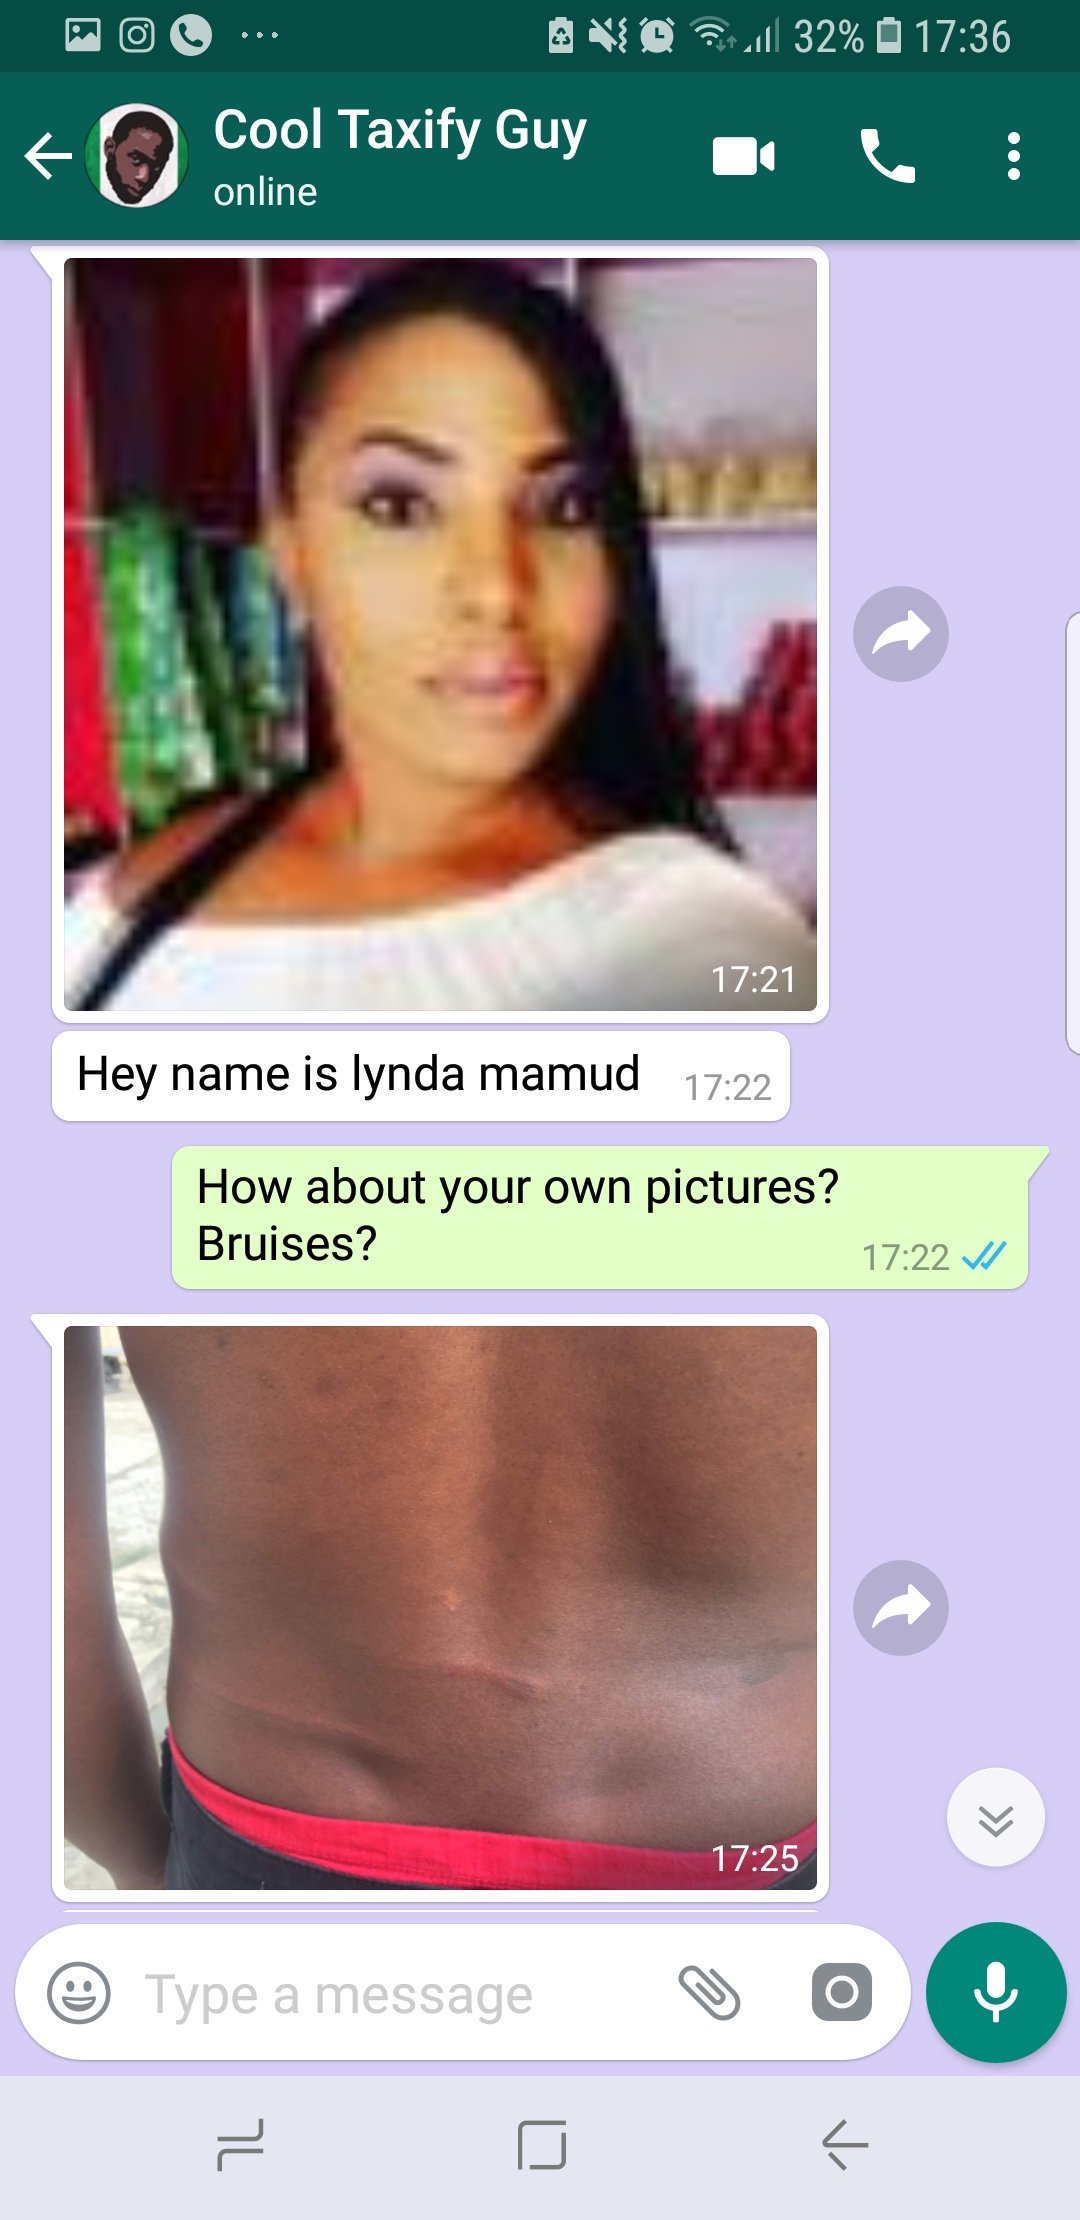 32% 17:36
Cool Taxify Guy
online
17:21
Hey name is lynda mamud 17:22
How about your own pictures?
Bruises? 17:22
17:25
Type a message